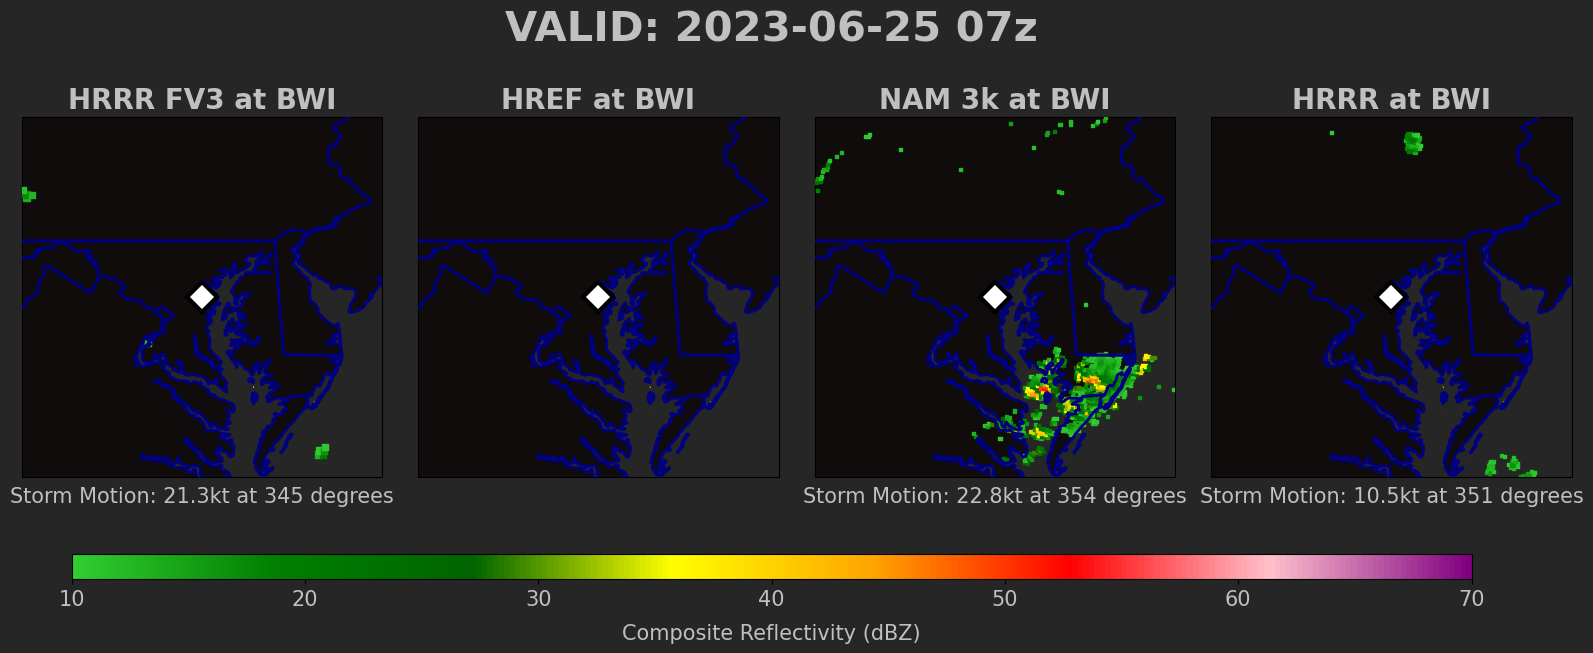 VALID: 2023-06-25 07z
HRRR FV3 at BWI
HREF at BWI
NAM 3k at BWI
HRRR at BWI
Storm Motion: 21.3kt at 345 degrees
Storm Motion: 22.8kt at 354 degrees
Storm Motion: 10.5kt at 351 degrees
10 20 30 40 50 60 70
Composite Reflectivity (dBZ)